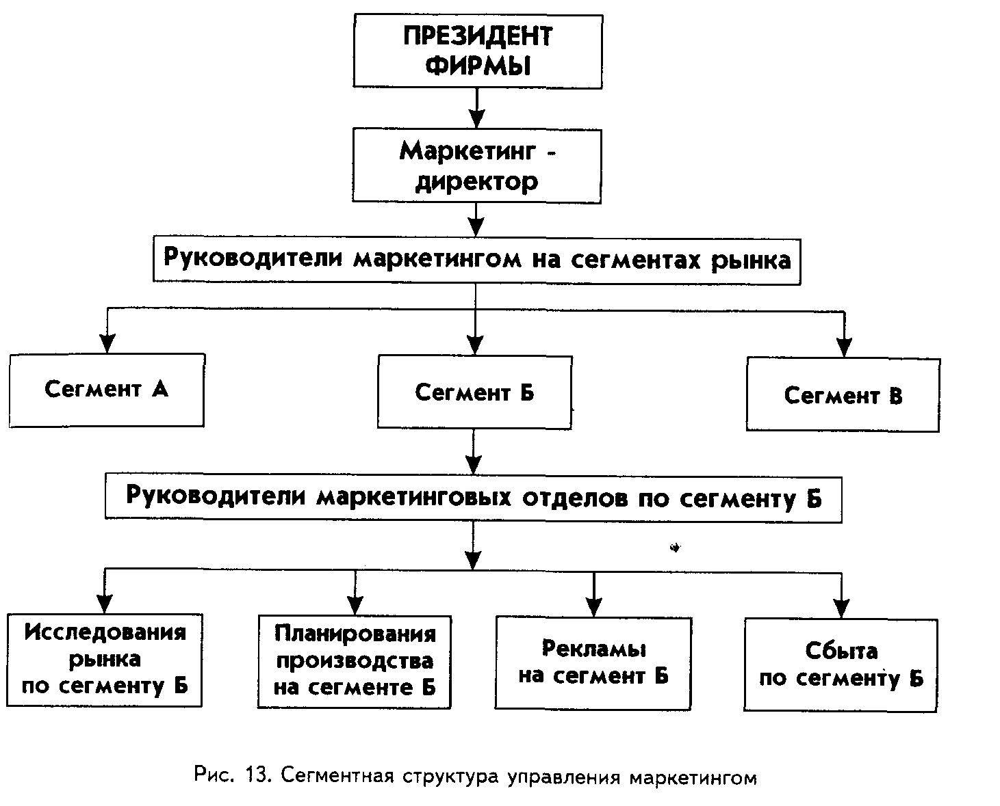 ПРЕЗИДЕНТ
ФИРМЫ
Маркетинг -
директор
Руководители маркетингом на сегментах рынка
Сегмент А
Сегмент Б
Сегмент В
Руководители маркетинговых отделов по сегменту Б
Исследования
рынка
по сегменту Б
Планирования
производства
на сегменте Б
Рекламы
на сегмент Б
Сбыта
по сегменту Б
Рис. 13. Сегментная структура управления маркетингом